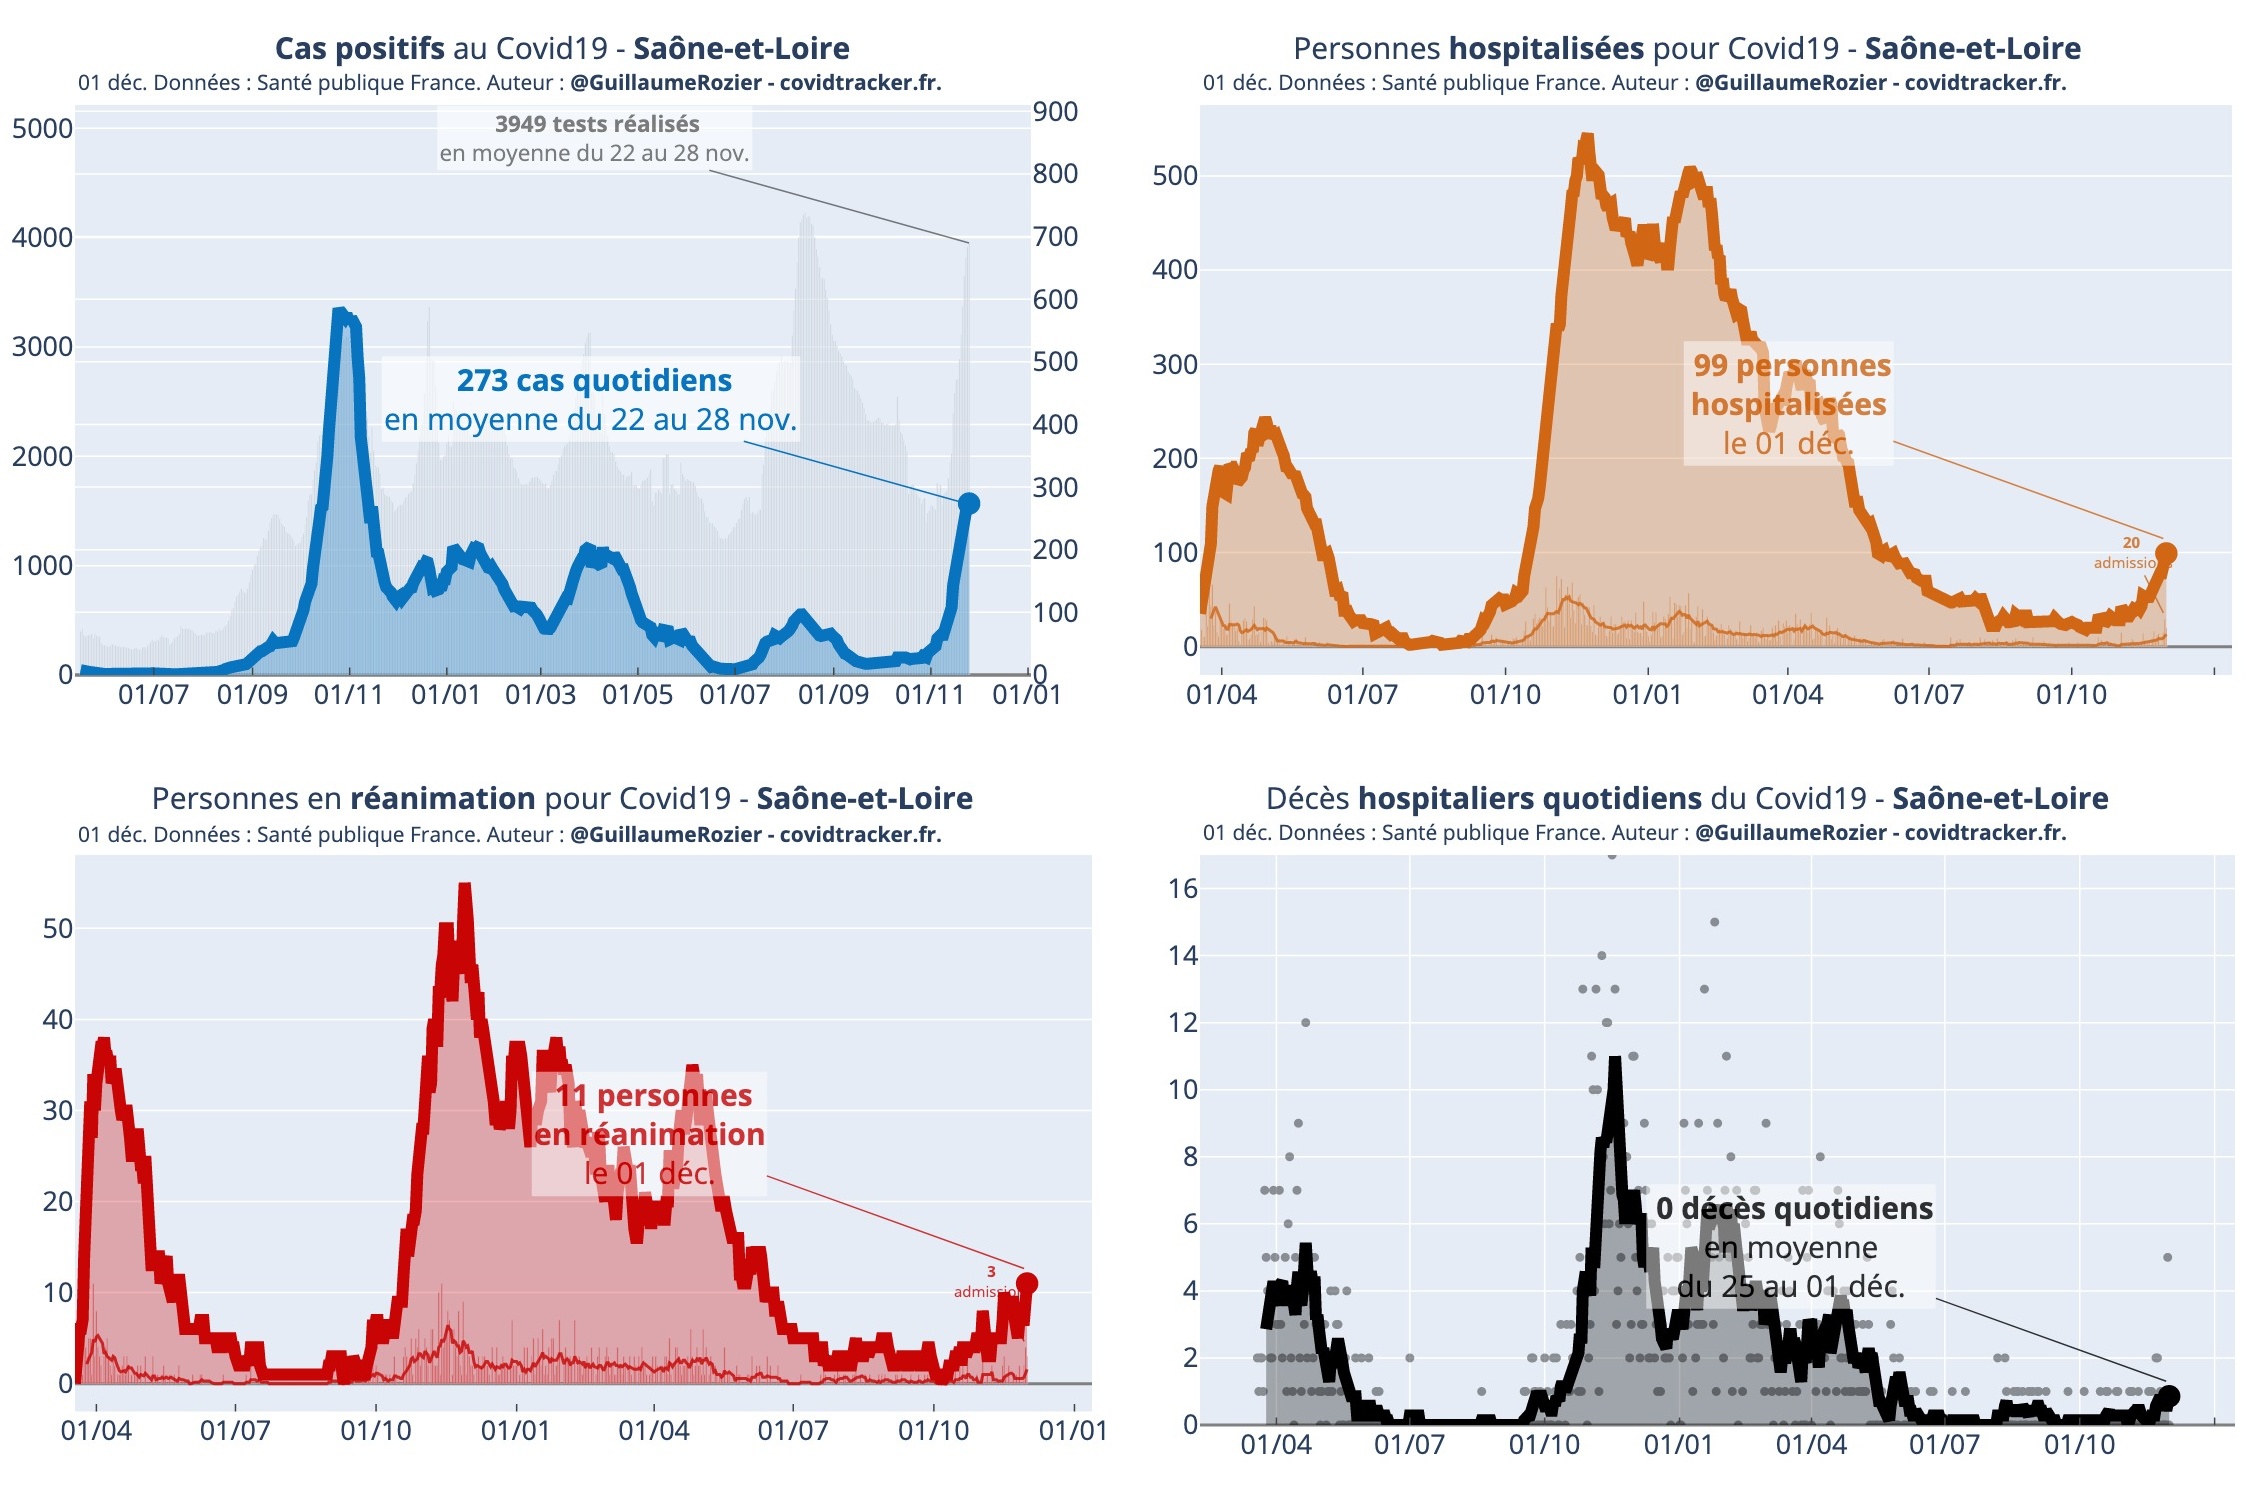 Cas positifs au Covid19 - Saône-et-Loire
01 déc. Données : Santé publique France. Auteur : @GuillaumeRozier - covidtracker.fr.
5000
4000
3000
2000
1000
0
900
800
700
600
500
400
300
200
100
0
3949 tests réalisés
en moyenne du 22 au 28 nov.
273 cas quotidiens
en moyenne du 22 au 28 nov.
01/07 01/09 01/11 01/01 01/03 01/05 01/07 01/09 01/11 01/01
Personnes hospitalisées pour Covid19 - Saône-et-Loire
01 déc. Données : Santé publique France. Auteur : @GuillaumeRozier - covidtracker.fr.
500
400
300
200
100
0
99 personnes
hospitalisées
le 01 déc.
20
admissions
01/04 01/07 01/10 01/01 01/04 01/07 01/10
Personnes en réanimation pour Covid19 - Saône-et-Loire
01 déc. Données : Santé publique France. Auteur : @GuillaumeRozier - covidtracker.fr.
50
40
30
20
10
0
11 personnes
en réanimation
le 01 déc.
3
admissions
01/04 01/07 01/10 01/01 01/04 01/07 01/10 01/01
Décès hospitaliers quotidiens du Covid19 - Saône-et-Loire
01 déc. Données : Santé publique France. Auteur : @GuillaumeRozier - covidtracker.fr.
16
14
12
10
8
6
4
2
0
0 décès quotidiens
en moyenne
du 25 au 01 déc.
01/04 01/07 01/10 01/01 01/04 01/07 01/10